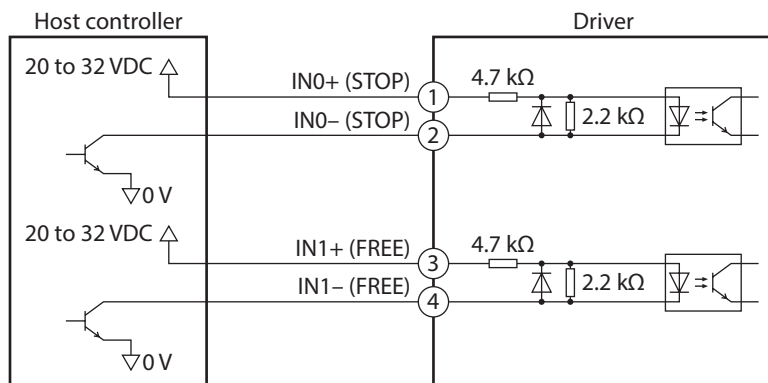 Host controller
Driver
20 to 32 VDC
IN0+ (STOP)
1
4.7 kΩ
IN0– (STOP)
2
2.2 kΩ
0 V
20 to 32 VDC
IN1+ (FREE)
3
4.7 kΩ
IN1– (FREE)
4
2.2 kΩ
0 V